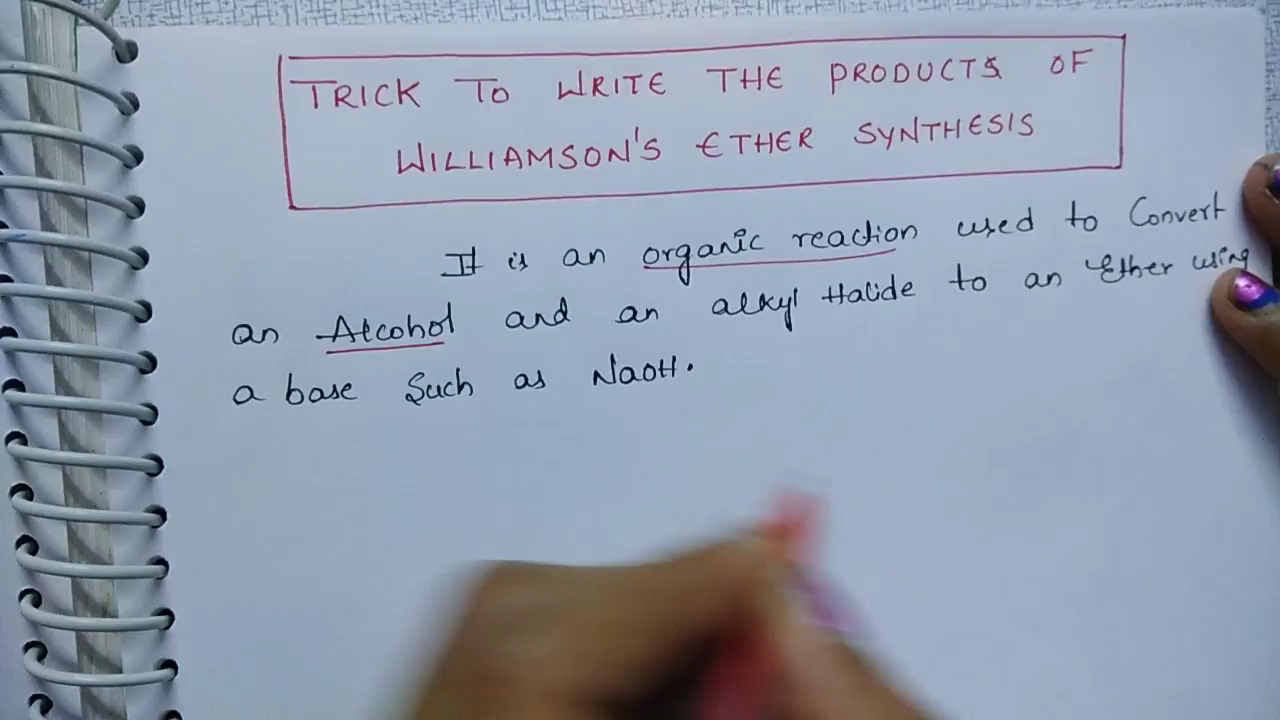 TRICK TO WRITE THE PRODUCTS OF
WILLIAMSON'S ETHER SYNTHESIS
It is an organic reaction used to Convert
an Alcohol and an alkyl Halide to an Ether using
a base Such as NaoH.